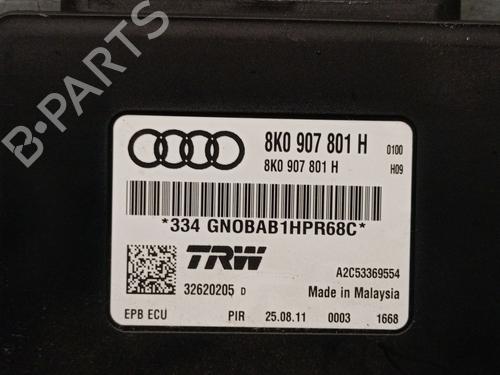 8K0 907 801 H 0100
8K0 907 801 H H09
*334 GNOBAB1HPR68C*
TRW
A2C53369554
32620205 D Made in Malaysia
EPB ECU PIR 25.08.11 0003 1668
B-PARTS